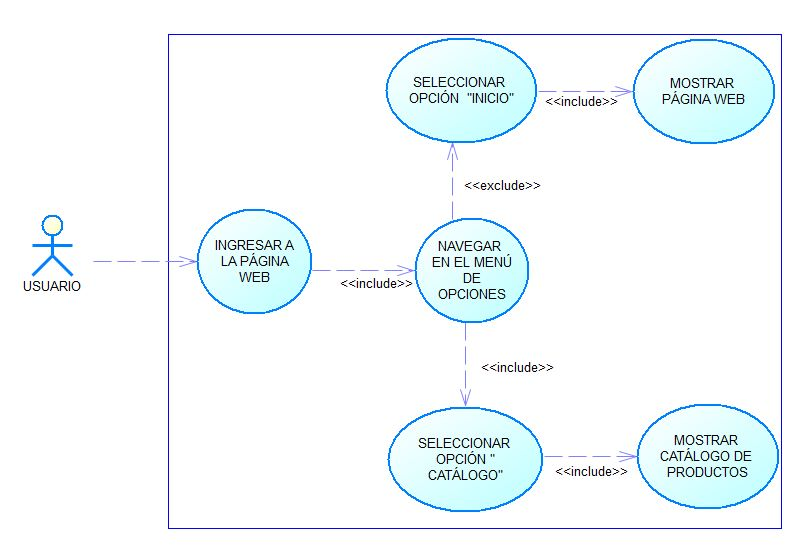 SELECCIONAR
OPCIÓN "INICIO"
<<include>>
MOSTRAR
PÁGINA WEB
<<exclude>>
USUARIO
INGRESAR A
LA PÁGINA
WEB
<<include>>
NAVEGAR
EN EL MENÚ
DE
OPCIONES
<<include>>
SELECCIONAR
OPCIÓN "
CATÁLOGO"
<<include>>
MOSTRAR
CATÁLOGO DE
PRODUCTOS